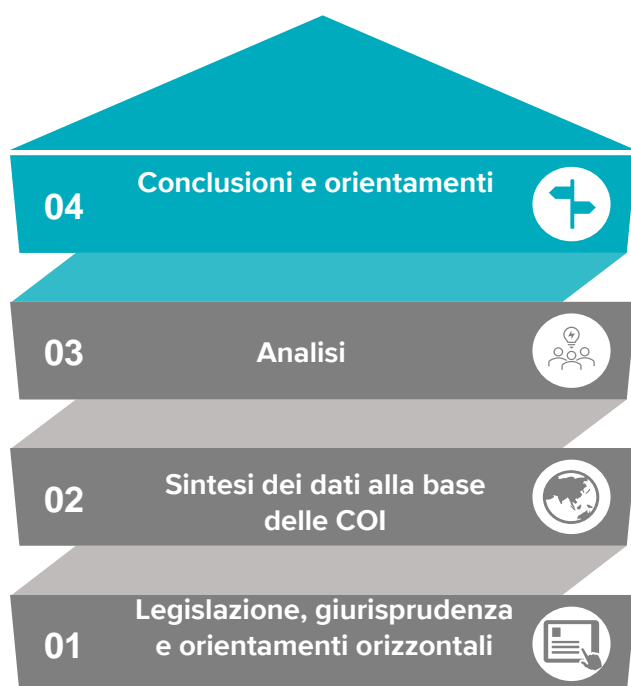 04
Conclusioni e orientamenti
03
Analisi
02
Sintesi dei dati alla base
delle COI
01
Legislazione, giurisprudenza
e orientamenti orizzontali